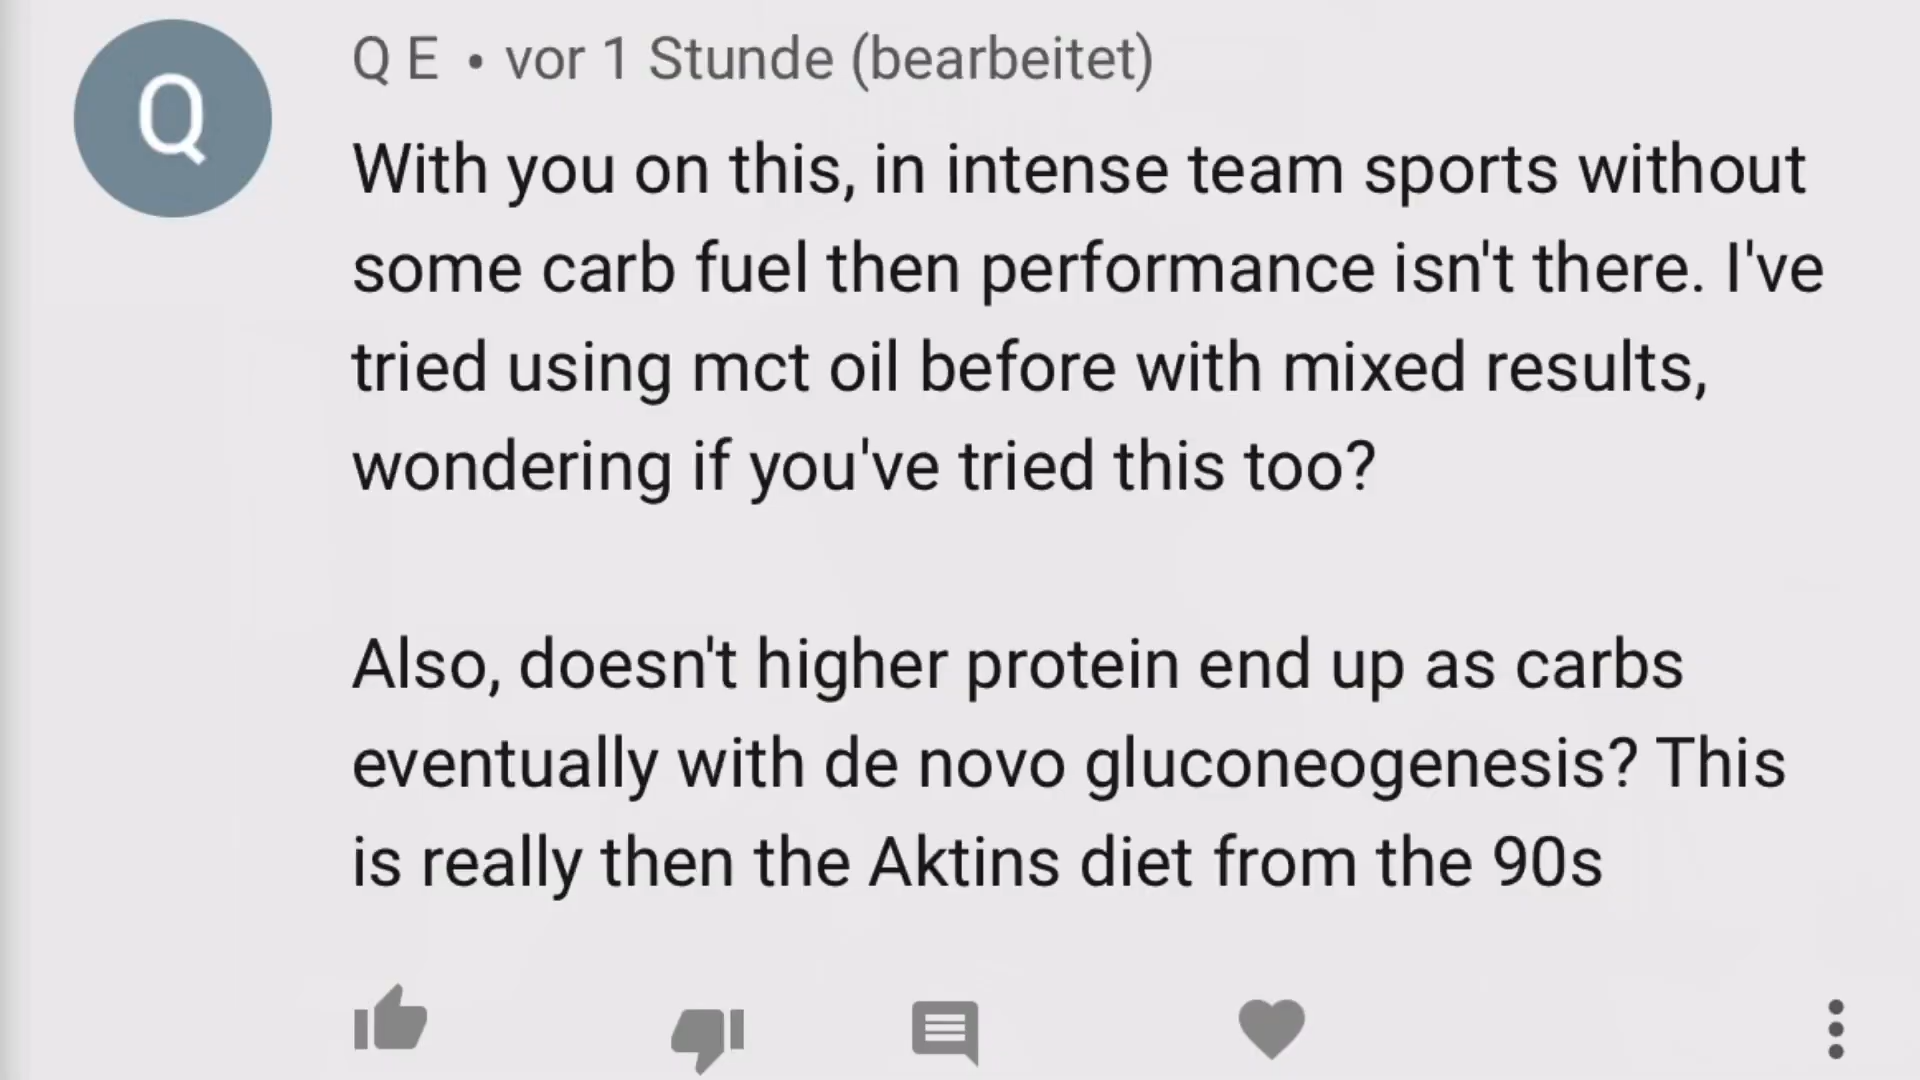 Q
Q E • vor 1 Stunde (bearbeitet)
With you on this, in intense team sports without
some carb fuel then performance isn't there. I've
tried using mct oil before with mixed results,
wondering if you've tried this too?
Also, doesn't higher protein end up as carbs
eventually with de novo gluconeogenesis? This
is really then the Aktins diet from the 90s